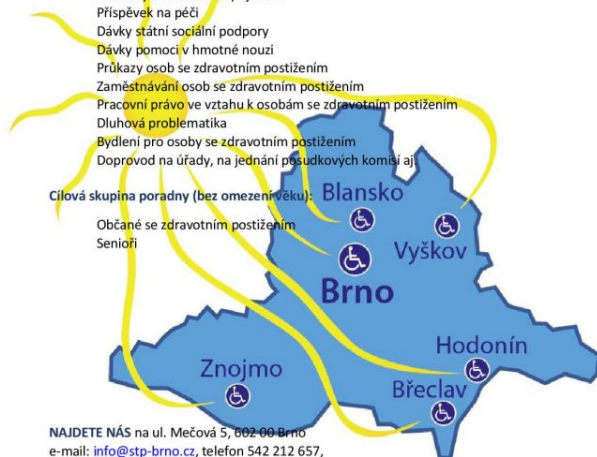 Příspěvek na péči
Dávky státní sociální podpory
Dávky pomoci v hmotné nouzi
Průkazy osob se zdravotním postižením
Zaměstnávání osob se zdravotním postižením
Pracovní právo ve vztahu k osobám se zdravotním postižením
Dluhová problematika
Bydlení pro osoby se zdravotním postižením
Doprovod na úřady, na jednání posudkových komisí aj.
Cílová skupina poradny (bez omezení věku):
Občané se zdravotním postižením
Senioři
Blansko
Vyškov
Brno
Hodonín
Znojmo
Břeclav
NAJDETE NÁS na ul. Mečová 5, 602 00 Brno
e-mail: info@stp-brno.cz, telefon 542 212 657,